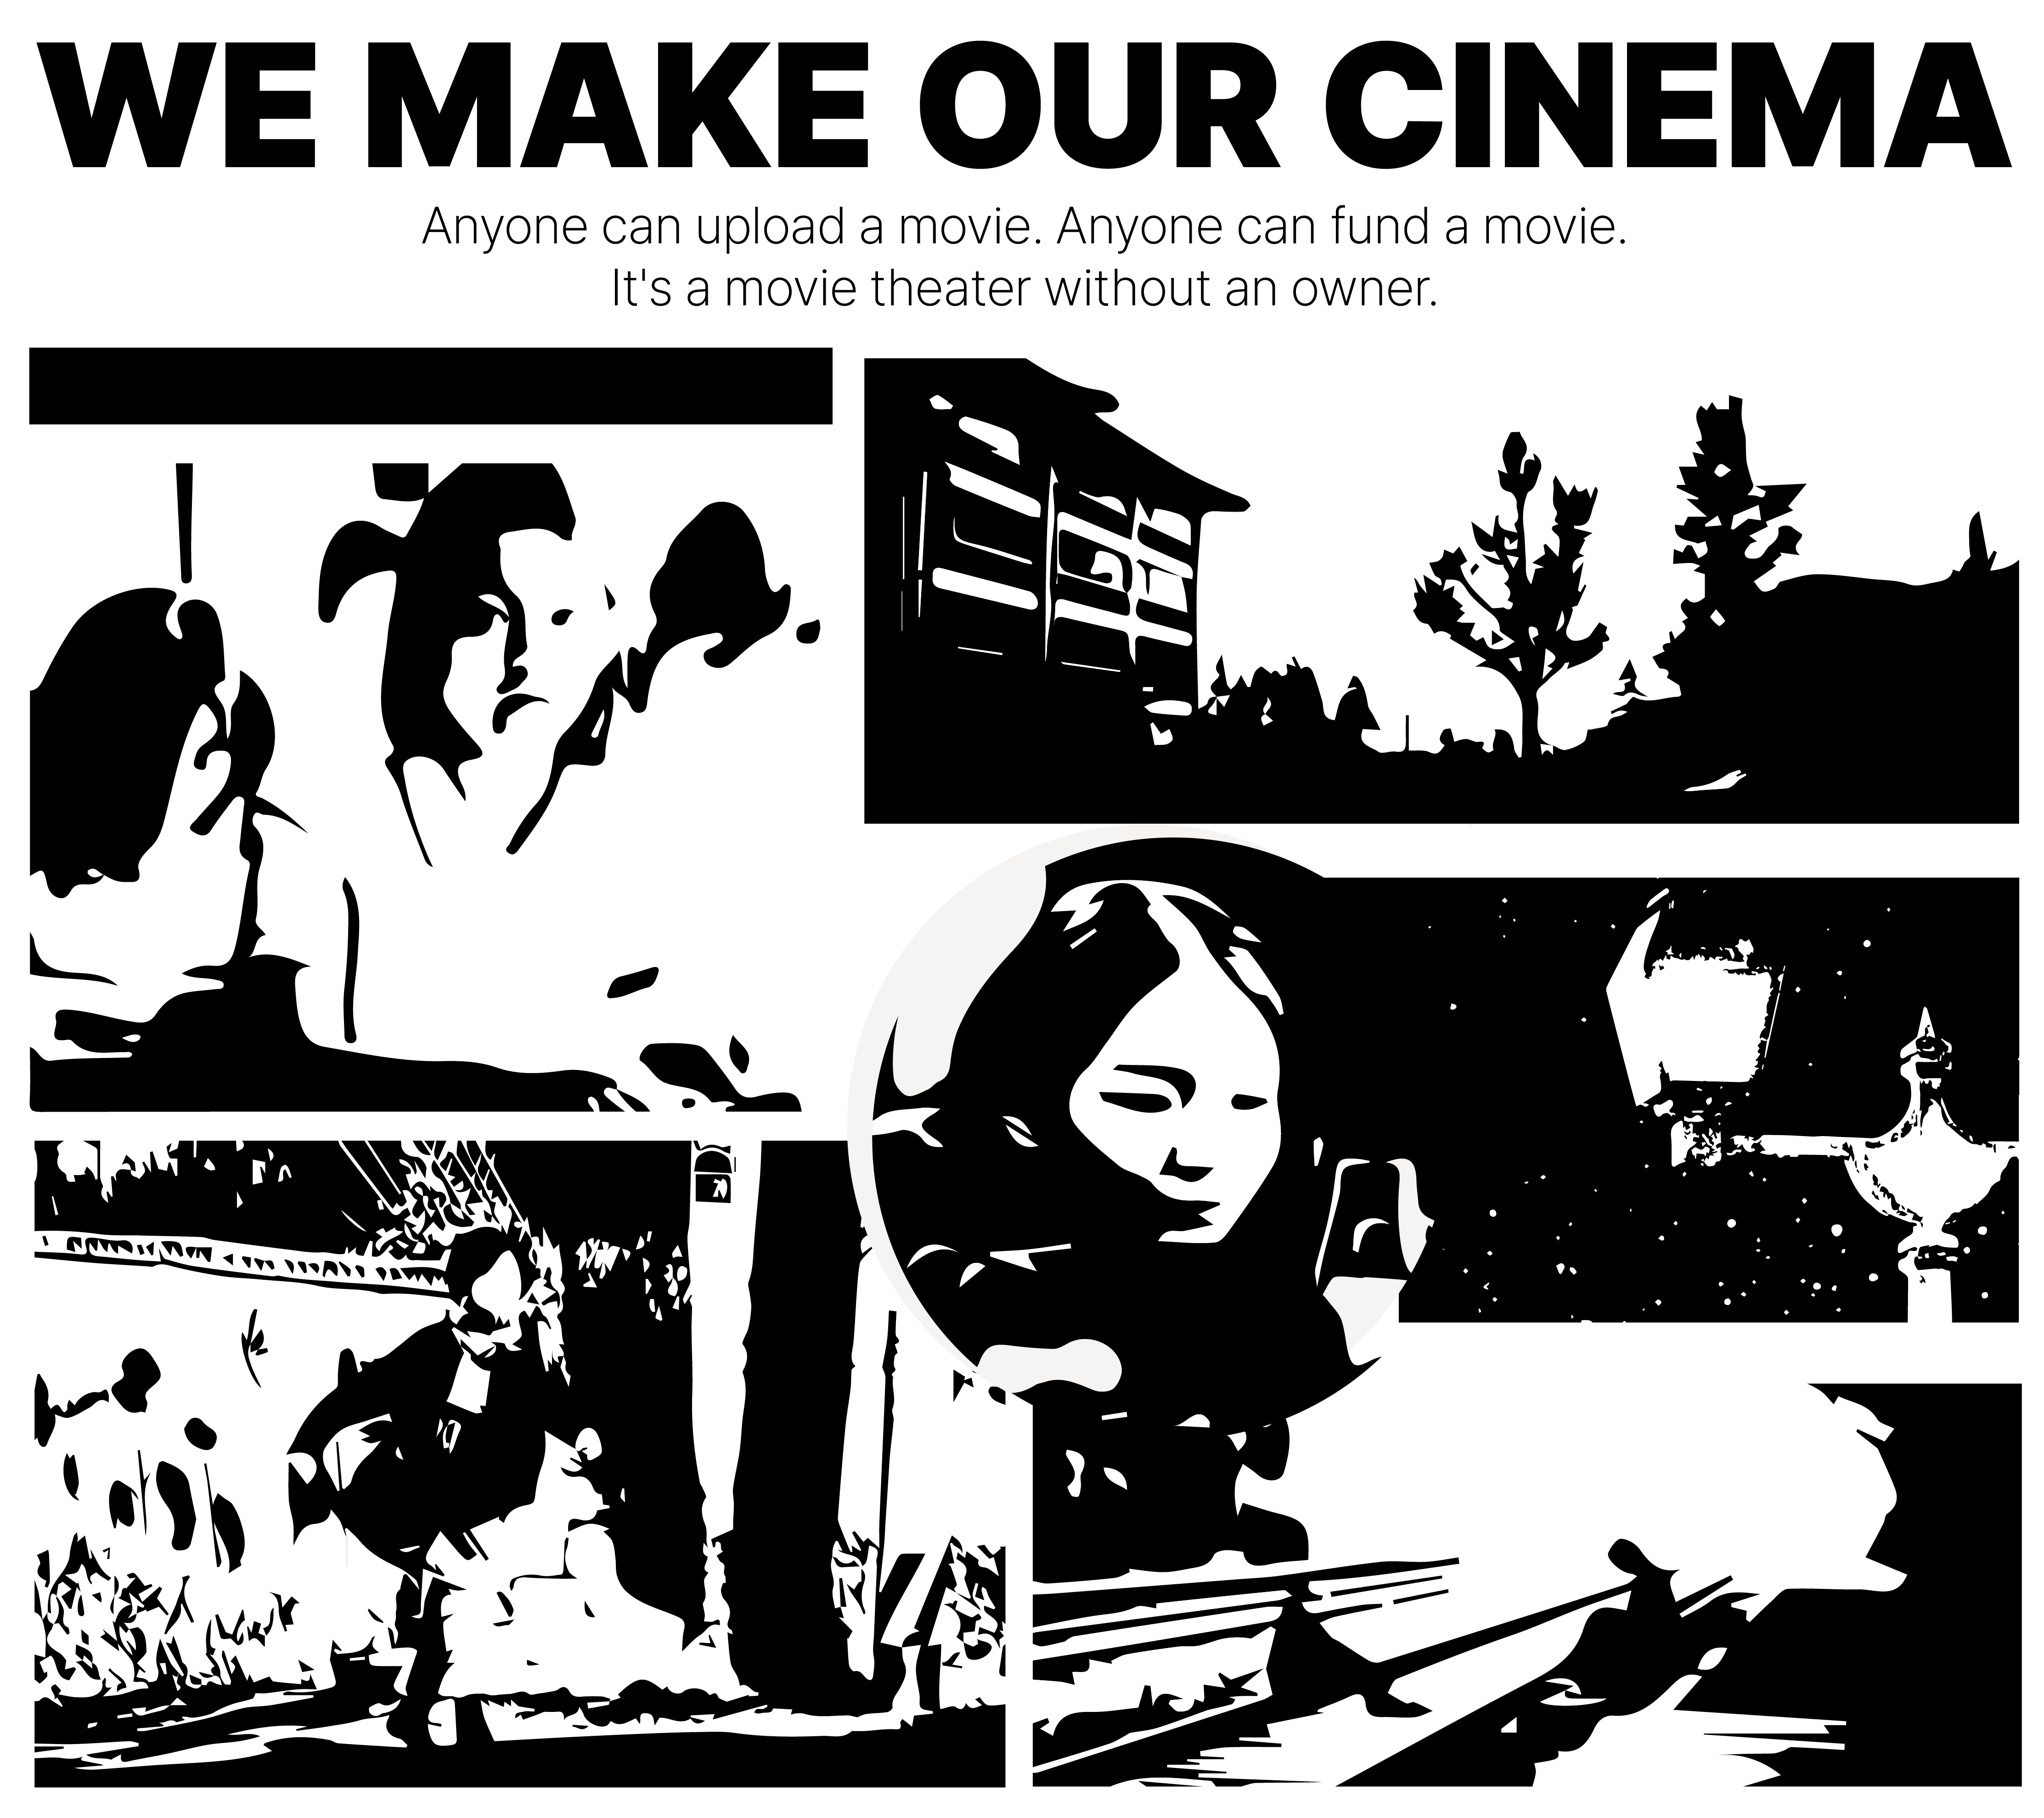 WE MAKE OUR CINEMA
Anyone can upload a movie. Anyone can fund a movie.
It's a movie theater without an owner.